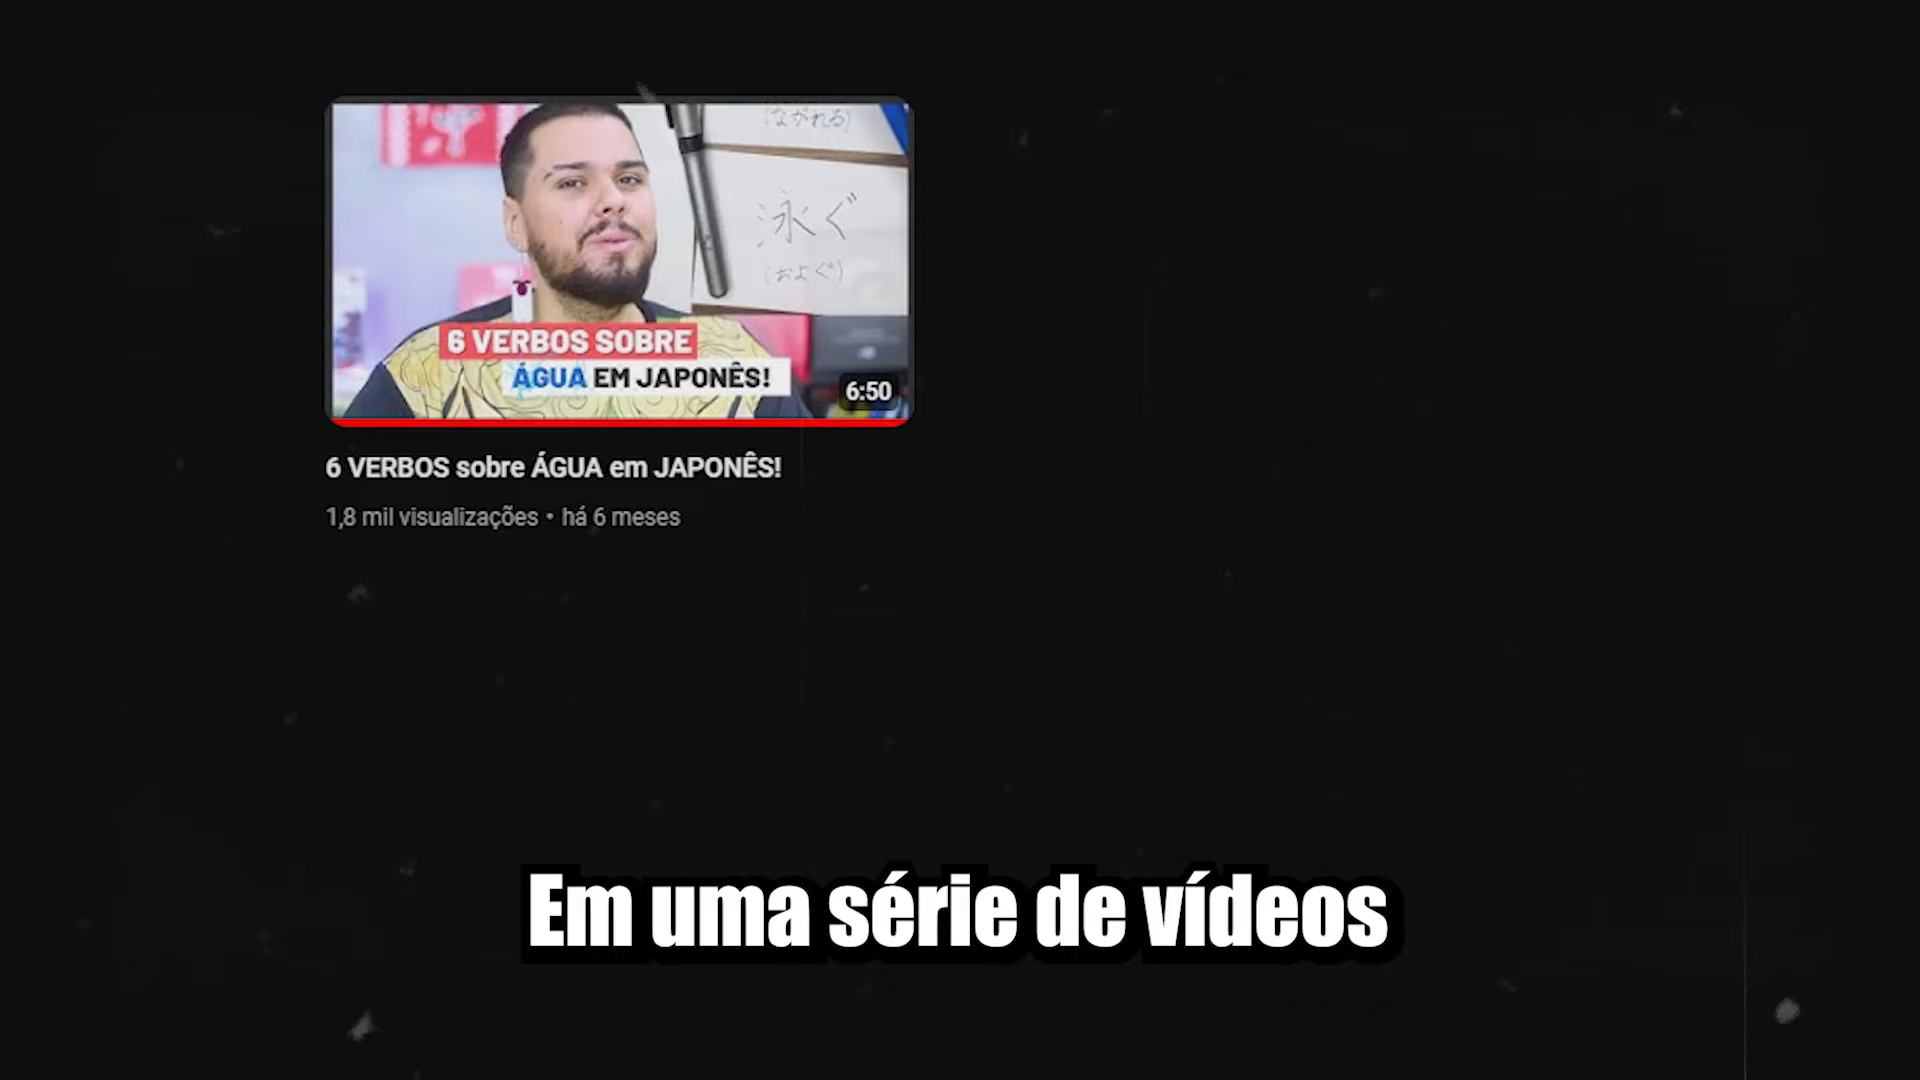 (ながれる)
泳ぐ
(およぐ)
6 VERBOS SOBRE
ÁGUA EM JAPONÊS!
6:50
6 VERBOS sobre ÁGUA em JAPONÊS!
1,8 mil visualizações • há 6 meses
Em uma série de vídeos